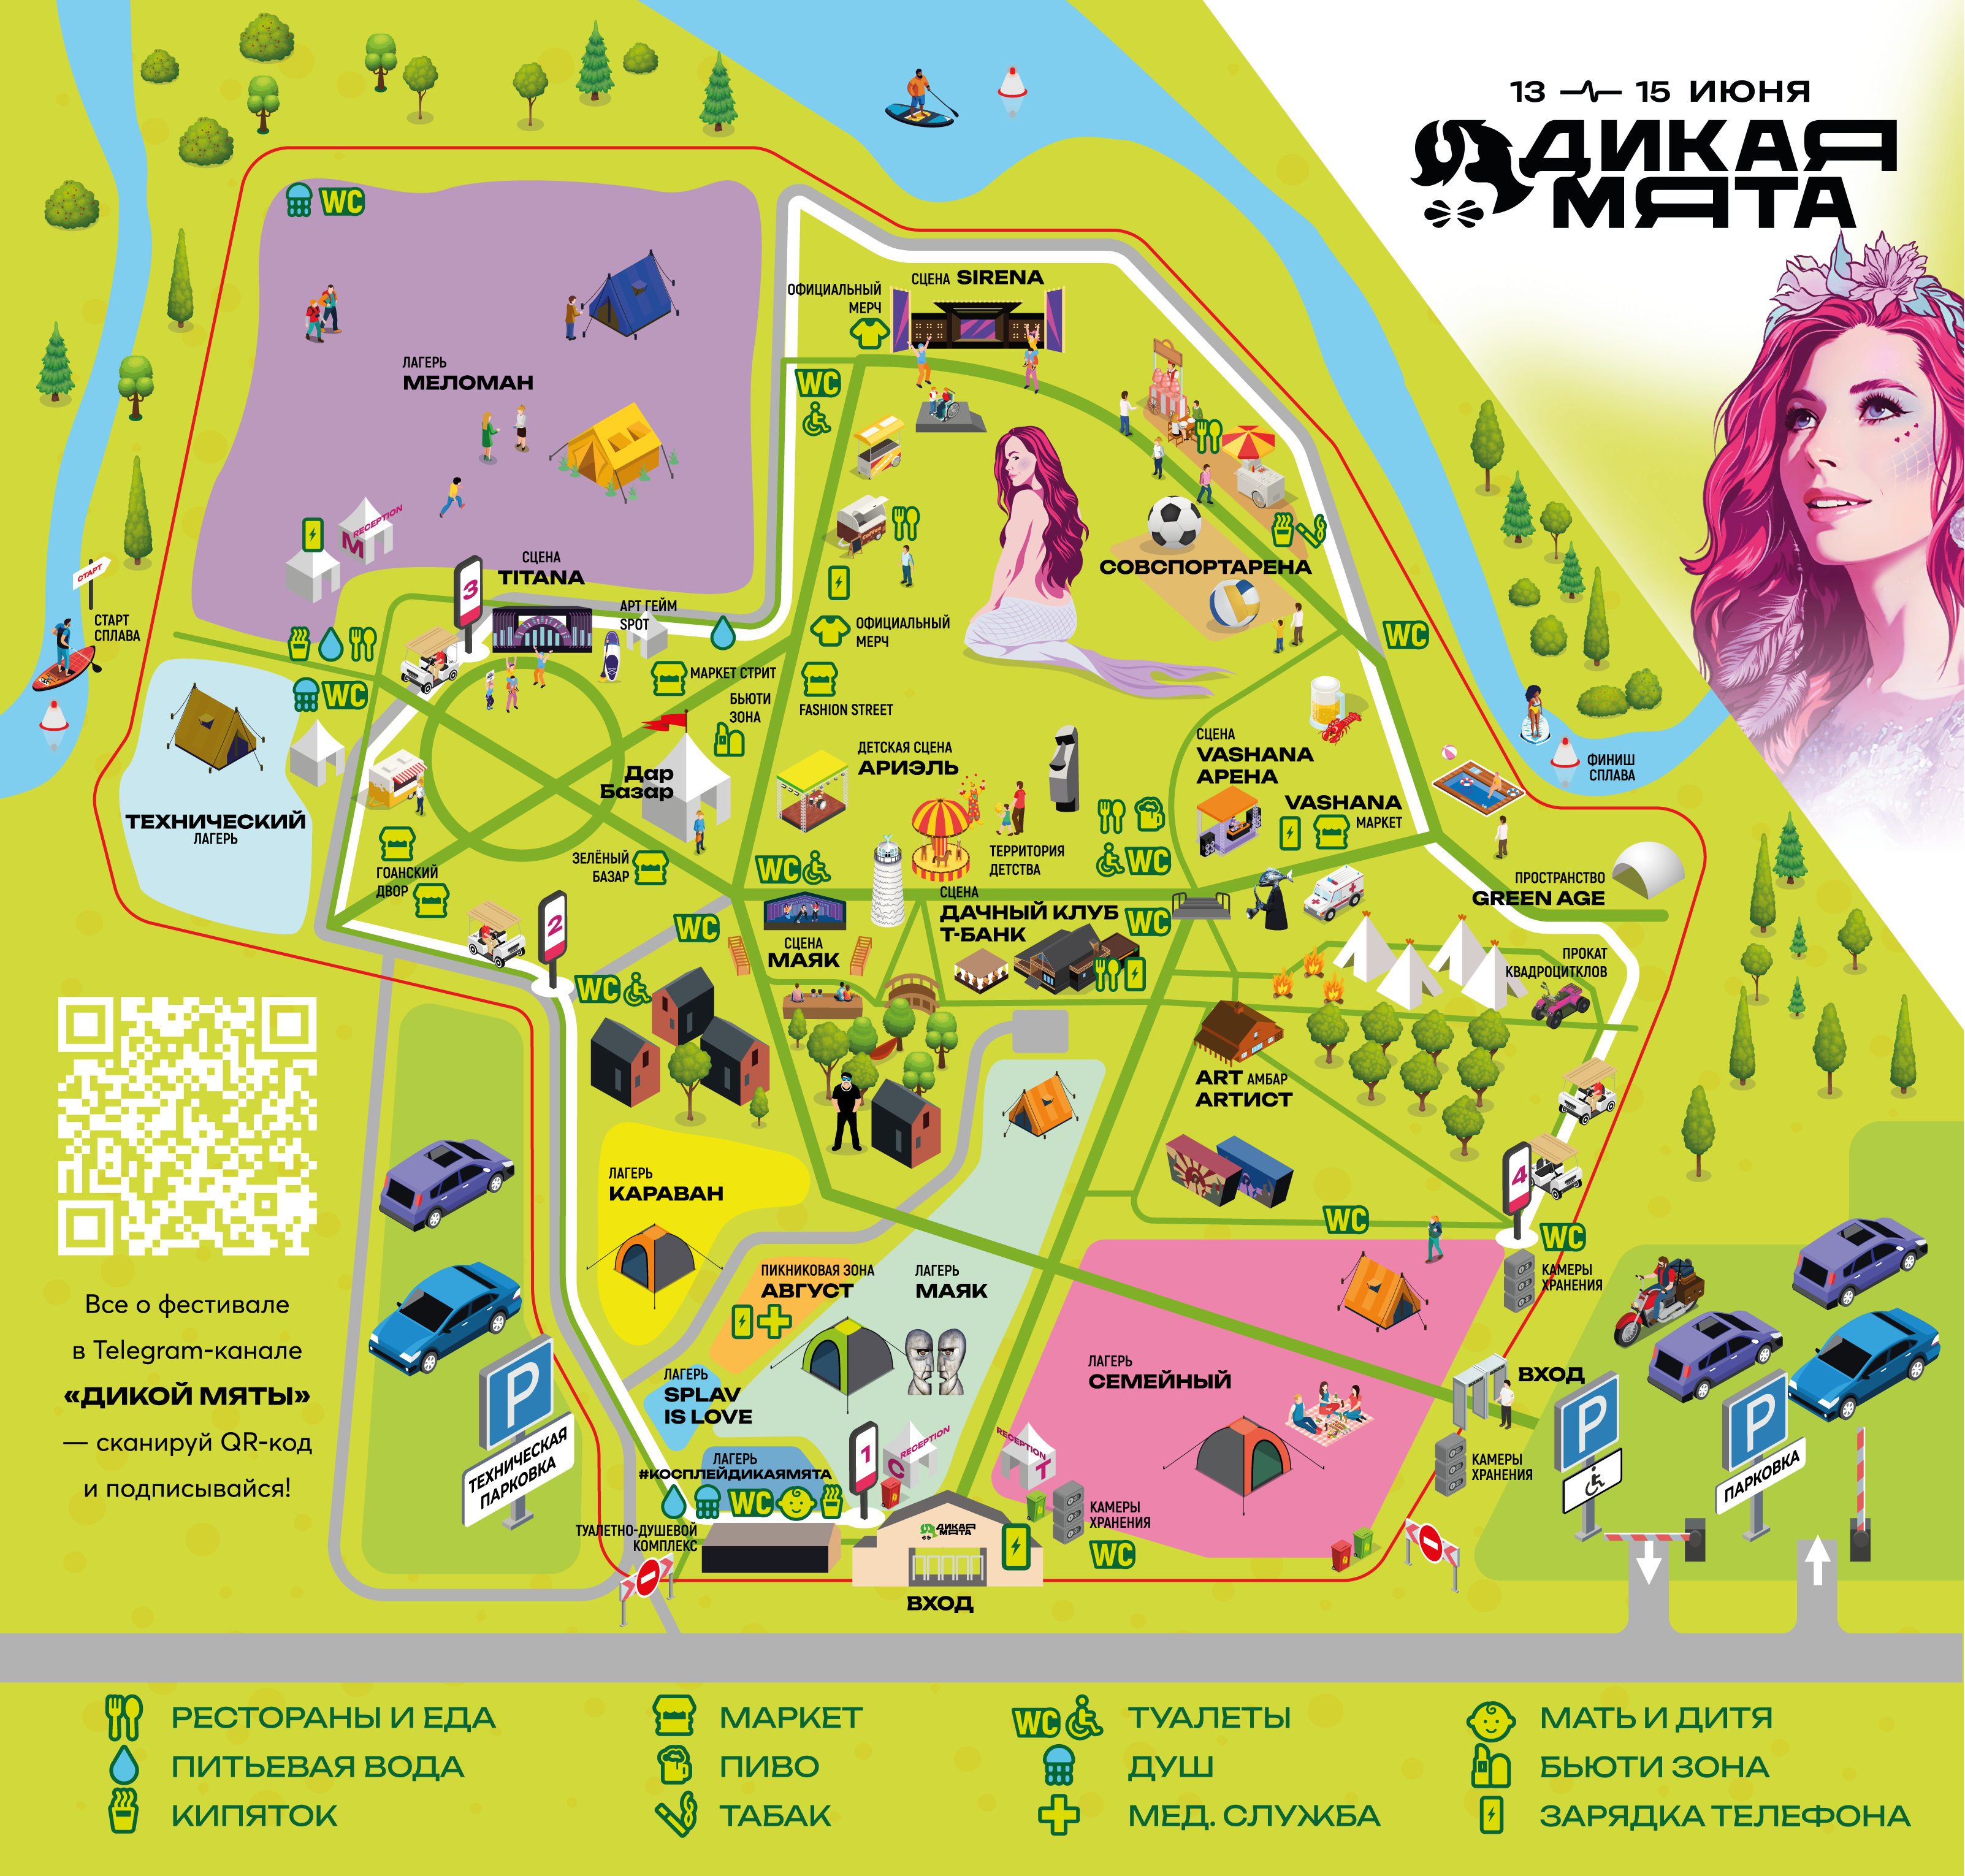 13 15 ИЮНЯ
ДИКАЯ
МЯТА
WC
СЦЕНА SIRENA
ОФИЦИАЛЬНЫЙ
МЕРЧ
ЛАГЕРЬ
МЕЛОМАН
WC
RECEPTION
M
СОВСПОРТАРЕНА
СЦЕНА
TITANA
3
АРТ ГЕЙМ
SPOT
СТАРТ
СТАРТ
СПЛАВА
ОФИЦИАЛЬНЫЙ
МЕРЧ
WC
WC
МАРКЕТ СТРИТ
БЬЮТИ
ЗОНА
FASHION STREET
СЦЕНА
VASHANA
АРЕНА
ДЕТСКАЯ СЦЕНА
АРИЭЛЬ
ФИНИШ
СПЛАВА
Дар
Базар
VASHANA
МАРКЕТ
ТЕХНИЧЕСКИЙ
ЛАГЕРЬ
ГОАНСКИЙ
ДВОР
ЗЕЛЁНЫЙ
БАЗАР
WC
ТЕРРИТОРИЯ
ДЕТСТВА
WC
ПРОСТРАНСТВО
GREEN AGE
СЦЕНА
ДАЧНЫЙ КЛУБ
Т-БАНК
WC
2
WC
СЦЕНА
МАЯК
ПРОКАТ
КВАДРОЦИТКЛОВ
WC
ART АМБАР
АРТИСТ
ЛАГЕРЬ
КАРАВАН
4
WC
WC
КАМЕРЫ
ХРАНЕНИЯ
ПИКНИКОВАЯ ЗОНА
АВГУСТ
ЛАГЕРЬ
МАЯК
ЛАГЕРЬ
СЕМЕЙНЫЙ
ВХОД
ЛАГЕРЬ
SPLAV
IS LOVE
P
ТЕХНИЧЕСКАЯ
ПАРКОВКА
P
P
ПАРКОВКА
КАМЕРЫ
ХРАНЕНИЯ
ЛАГЕРЬ
#КОСПЛЕЙДИКАЯМЯТА
WC
1
RECEPTION
C
RECEPTION
T
КАМЕРЫ
ХРАНЕНИЯ
WC
ТУАЛЕТНО-ДУШЕВОЙ
КОМПЛЕКС
ДИКАЯ
МЯТА
ВХОД
Все о фестивале
в Telegram-канале
«ДИКОЙ МЯТЫ»
— сканируй QR-код
и подписывайся!
РЕСТОРАНЫ И ЕДА
ПИТЬЕВАЯ ВОДА
КИПЯТОК
МАРКЕТ
ПИВО
ТАБАК
WC ТУАЛЕТЫ
ДУШ
МЕД. СЛУЖБА
МАТЬ И ДИТЯ
БЬЮТИ ЗОНА
ЗАРЯДКА ТЕЛЕФОНА